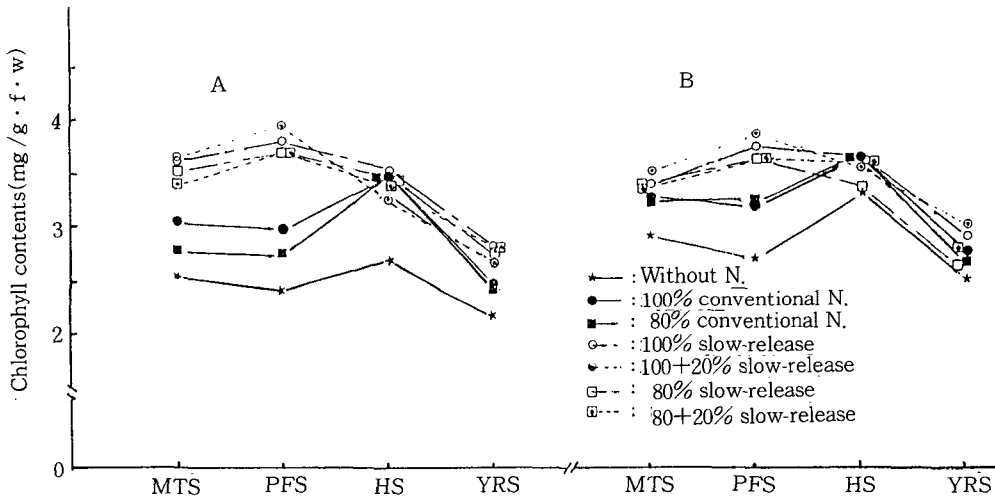 Chlorophyll contents(mg/g·f·w)
4
3
2
0
A
B
: Without N.
: 100% conventional N.
: 80% conventional N.
: 100% slow-release
: 100+20% slow-release
: 80% slow-release
: 80+20% slow-release
MTS PFS HS YRS MTS PFS HS YRS